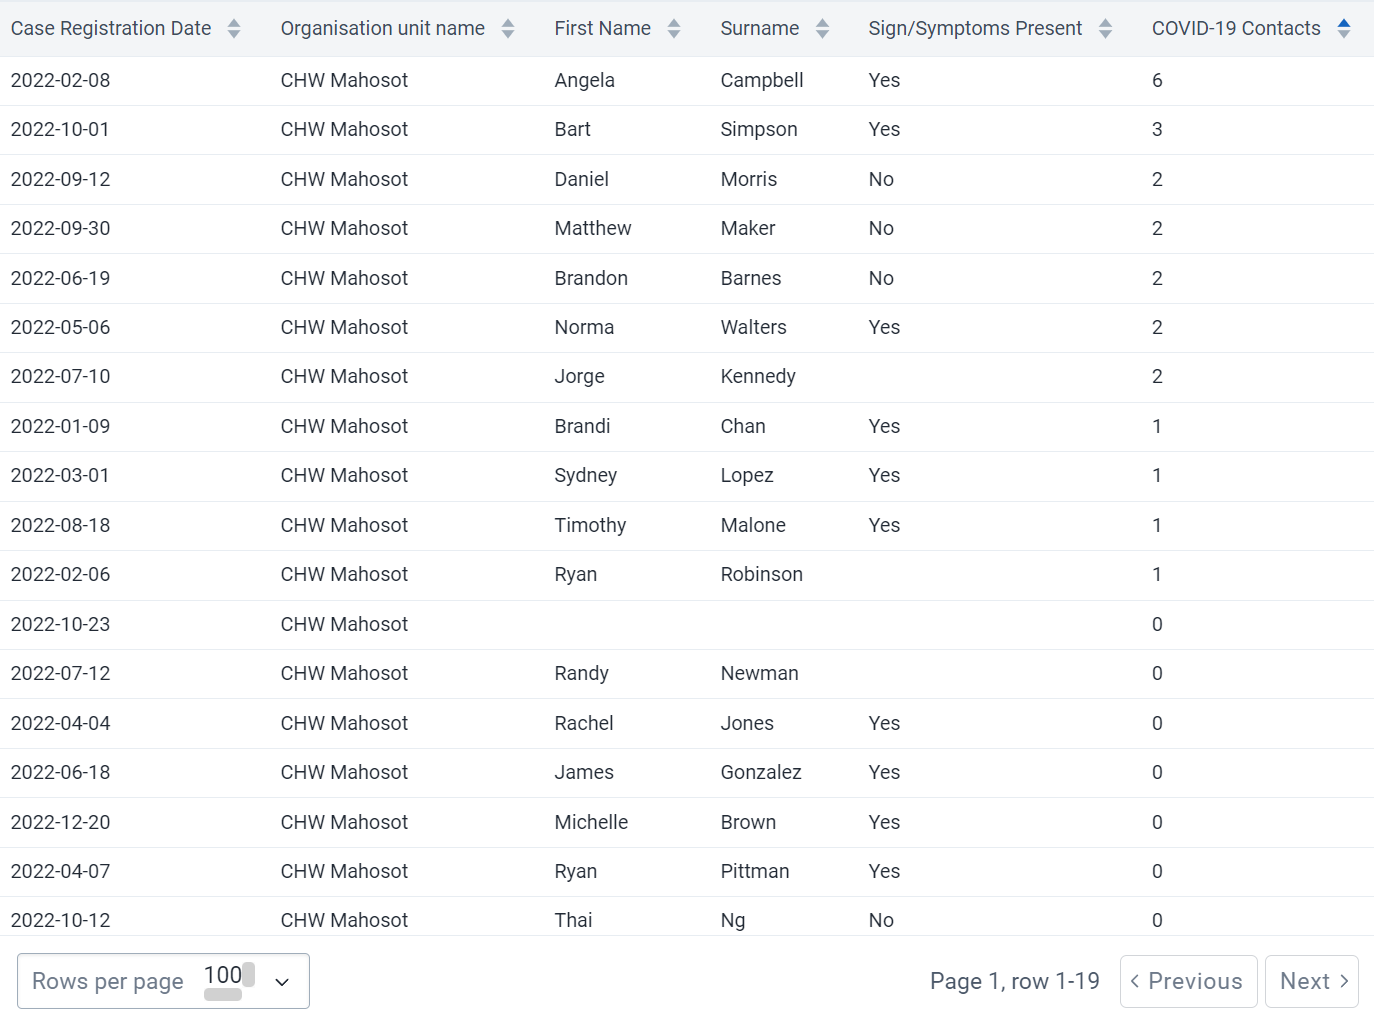 Case Registration Date Organisation unit name First Name Surname Sign/Symptoms Present COVID-19 Contacts
2022-02-08 CHW Mahosot Angela Campbell Yes 6
2022-10-01 CHW Mahosot Bart Simpson Yes 3
2022-09-12 CHW Mahosot Daniel Morris No 2
2022-09-30 CHW Mahosot Matthew Maker No 2
2022-06-19 CHW Mahosot Brandon Barnes No 2
2022-05-06 CHW Mahosot Norma Walters Yes 2
2022-07-10 CHW Mahosot Jorge Kennedy 2
2022-01-09 CHW Mahosot Brandi Chan Yes 1
2022-03-01 CHW Mahosot Sydney Lopez Yes 1
2022-08-18 CHW Mahosot Timothy Malone Yes 1
2022-02-06 CHW Mahosot Ryan Robinson 1
2022-10-23 CHW Mahosot 0
2022-07-12 CHW Mahosot Randy Newman 0
2022-04-04 CHW Mahosot Rachel Jones Yes 0
2022-06-18 CHW Mahosot James Gonzalez Yes 0
2022-12-20 CHW Mahosot Michelle Brown Yes 0
2022-04-07 CHW Mahosot Ryan Pittman Yes 0
2022-10-12 CHW Mahosot Thai Ng No 0
Rows per page 100 Page 1, row 1-19 Previous Next